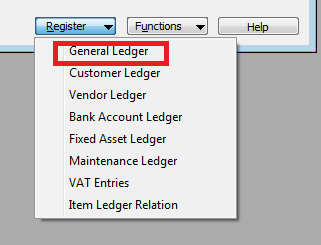 Register Functions Help
General Ledger
Customer Ledger
Vendor Ledger
Bank Account Ledger
Fixed Asset Ledger
Maintenance Ledger
VAT Entries
Item Ledger Relation